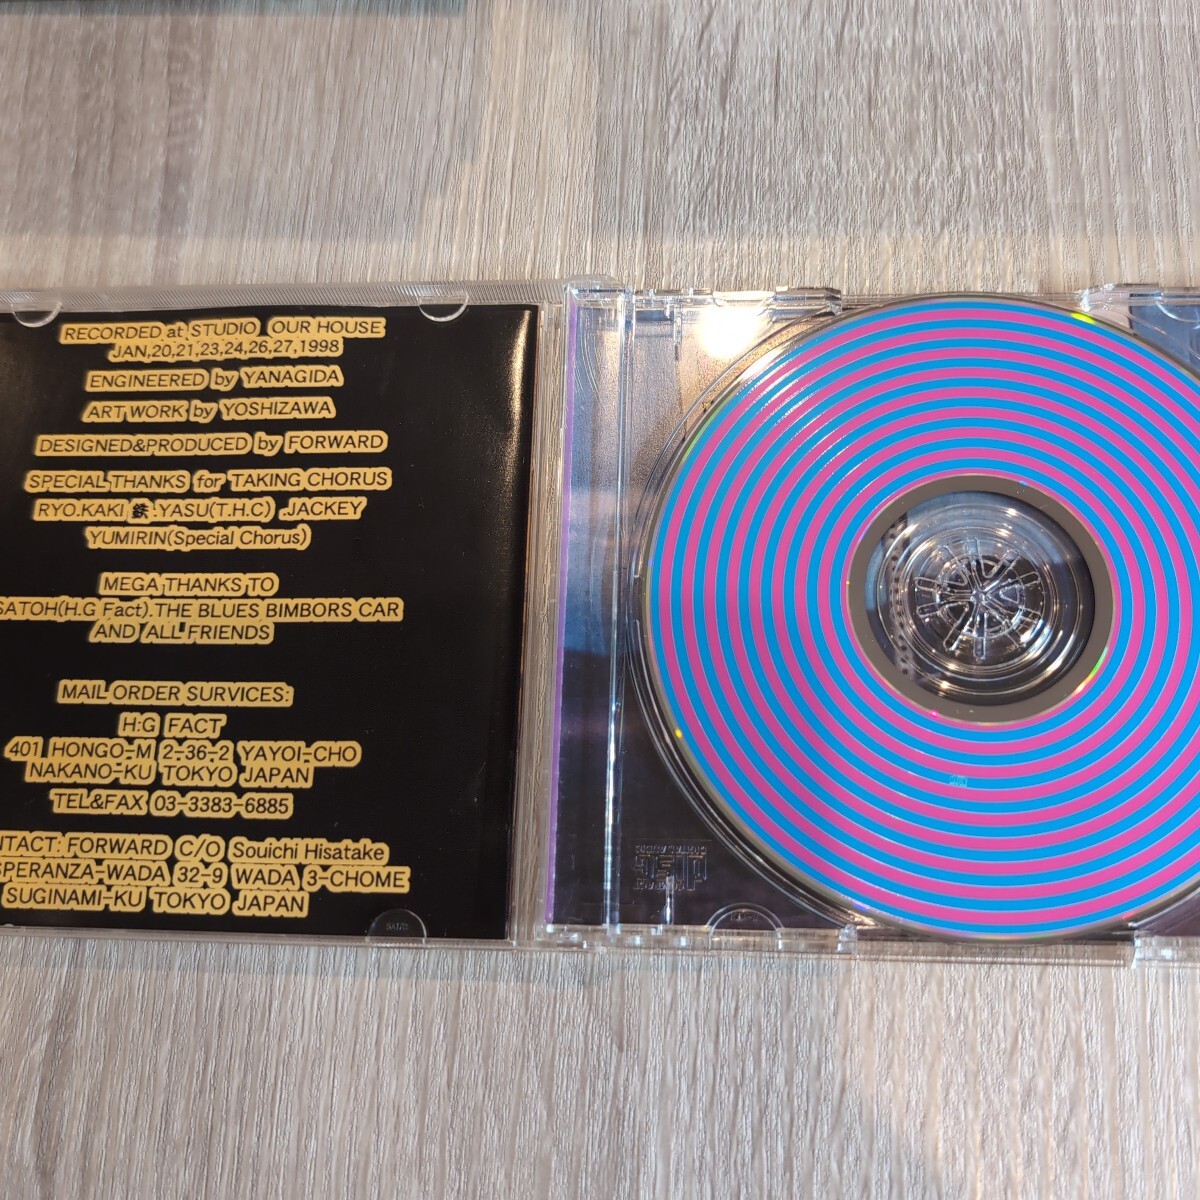 RECORDED at STUDIO OUR HOUSE
JAN,20,21,23,24,26,27,1998
ENGINEERED by YANAGIDA
ART WORK by YOSHIZAWA
DESIGNED&PRODUCED by FORWARD
SPECIAL THANKS for TAKING CHORUS
RYO.KAKI 鉄.YASU(T.H.C) JACKEY
YUMIRIN(Special Chorus)
MEGA THANKS TO
SATOH(H.G Fact).THE BLUES BIMBORS CAR
AND ALL FRIENDS
MAIL ORDER SURVICES:
H:G FACT
401 HONGO-M 2-36-2 YAYOI-CHO
NAKANO-KU TOKYO JAPAN
TEL&FAX 03-3383-6885
NTACT: FORWARD C/O Souichi Hisatake
SPERANZA-WADA 32-9 WADA 3-CHOME
SUGINAMI-KU TOKYO JAPAN